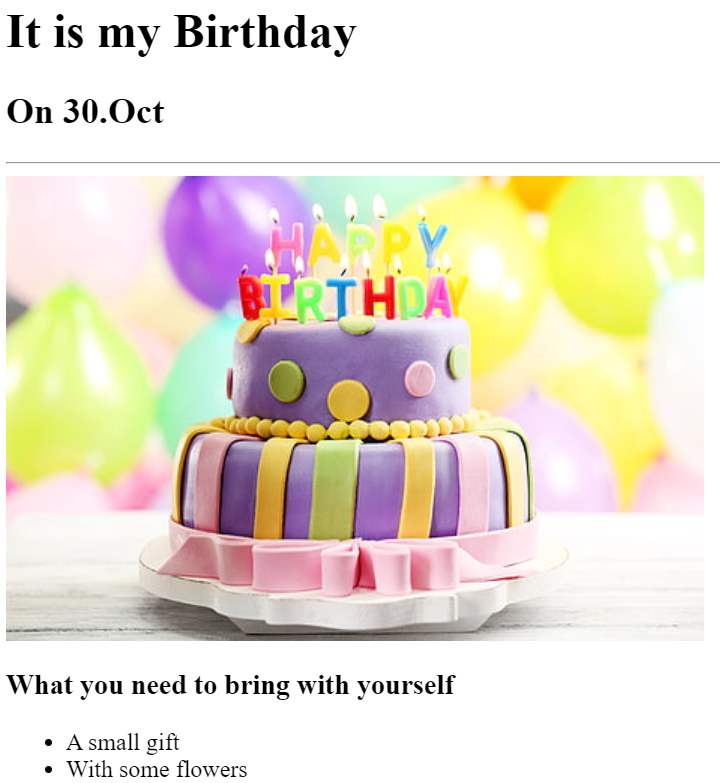 It is my Birthday
On 30.Oct
HAPPY
BIRTHDAY
What you need to bring with yourself
A small gift
With some flowers